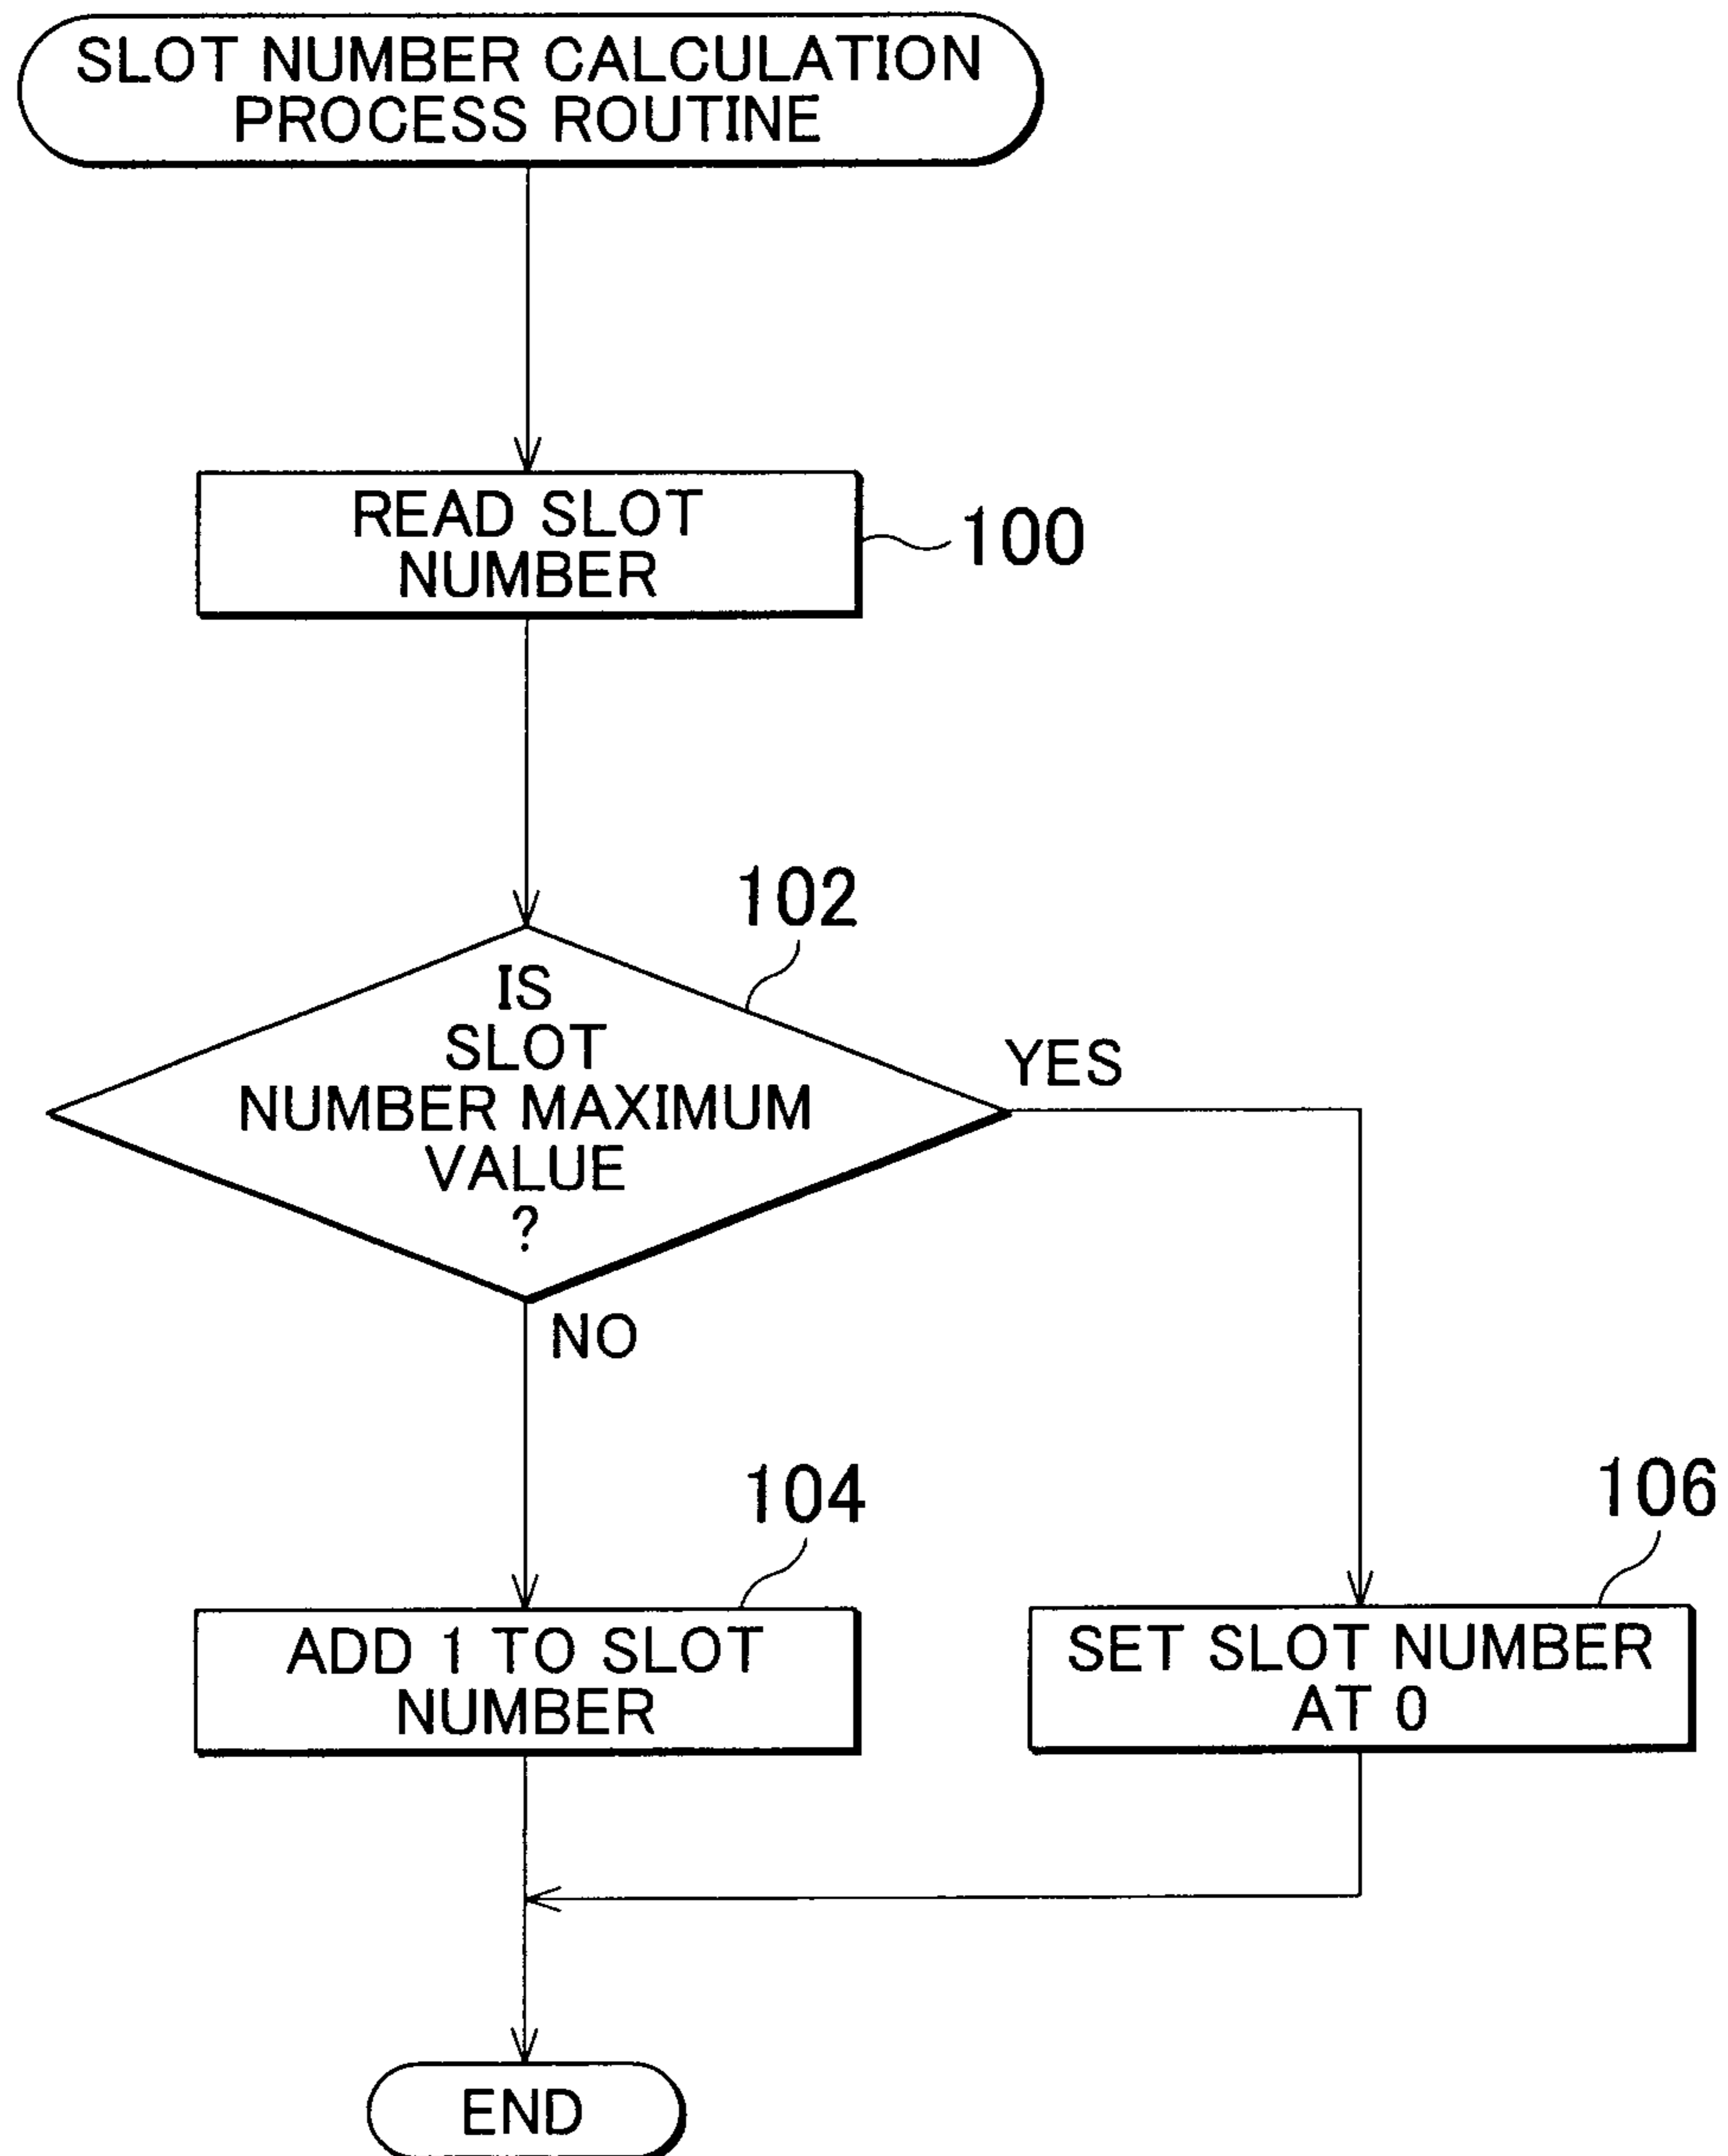 SLOT NUMBER CALCULATION
PROCESS ROUTINE
READ SLOT
NUMBER
100
102
IS
SLOT
NUMBER MAXIMUM
VALUE
?
YES
NO
104
ADD 1 TO SLOT
NUMBER
106
SET SLOT NUMBER
AT 0
END